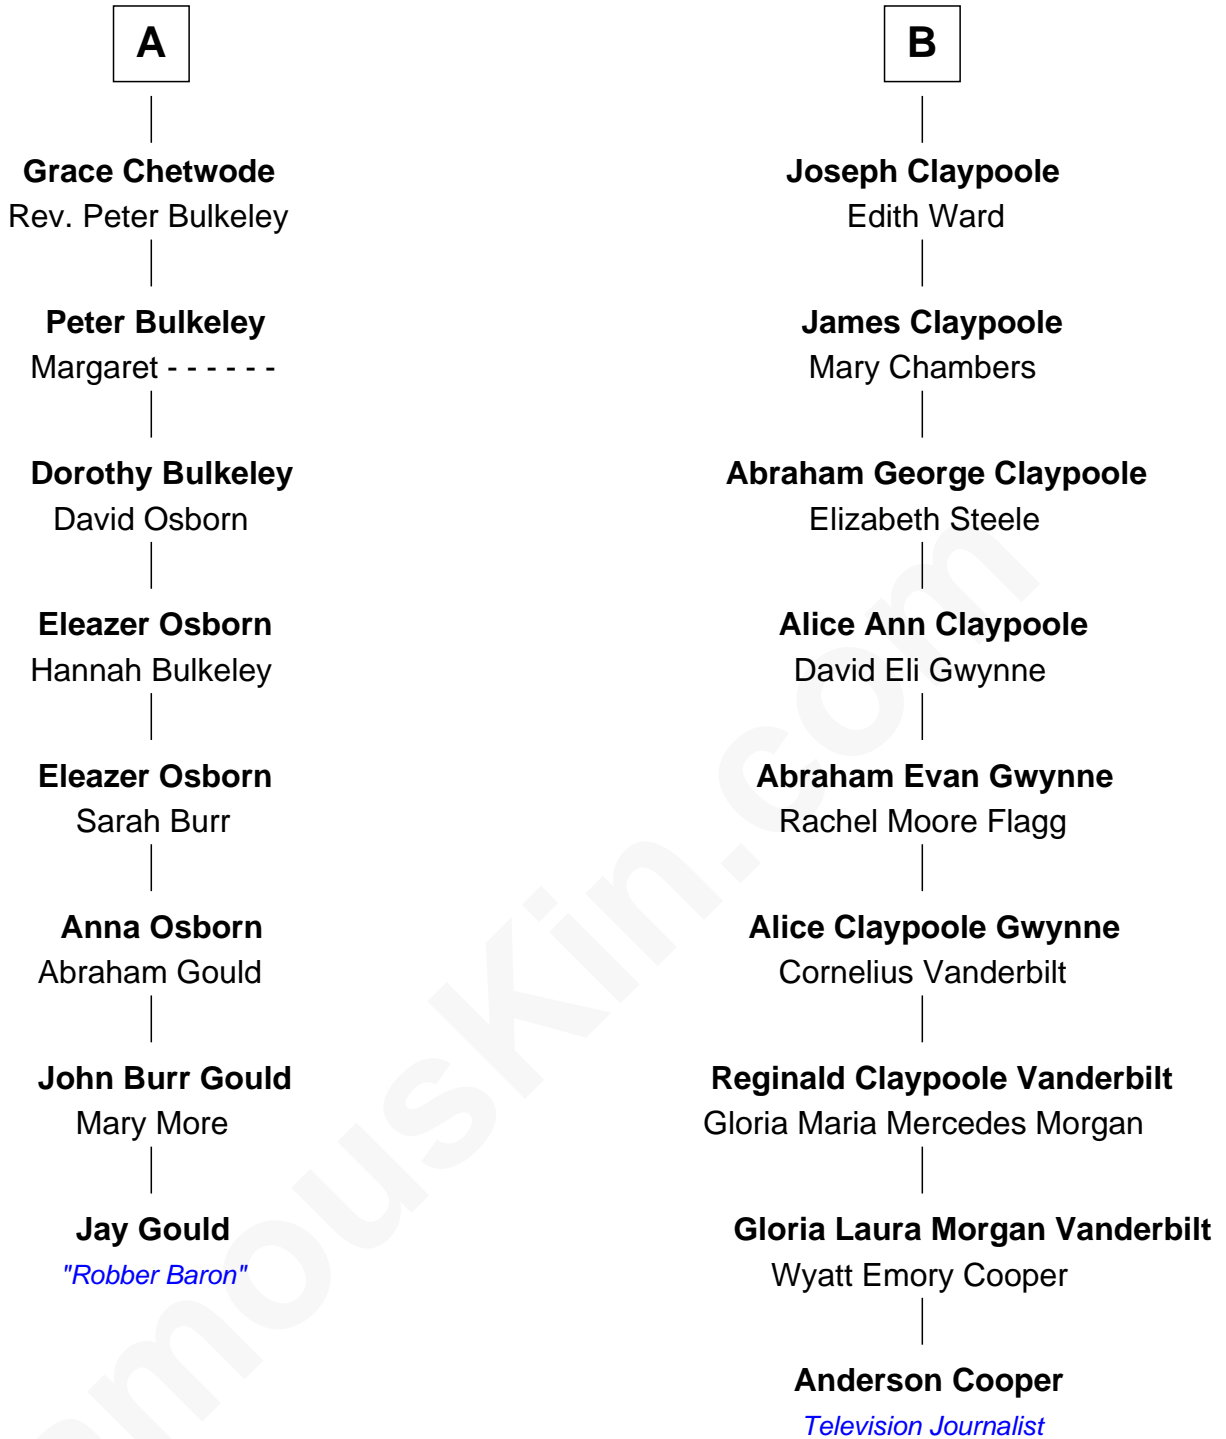 A
Grace Chetwode
Rev. Peter Bulkeley
Peter Bulkeley
Margaret - - - - - -
Dorothy Bulkeley
David Osborn
Eleazer Osborn
Hannah Bulkeley
Eleazer Osborn
Sarah Burr
Anna Osborn
Abraham Gould
John Burr Gould
Mary More
Jay Gould
"Robber Baron"
B
Joseph Claypoole
Edith Ward
James Claypoole
Mary Chambers
Abraham George Claypoole
Elizabeth Steele
Alice Ann Claypoole
David Eli Gwynne
Abraham Evan Gwynne
Rachel Moore Flagg
Alice Claypoole Gwynne
Cornelius Vanderbilt
Reginald Claypoole Vanderbilt
Gloria Maria Mercedes Morgan
Gloria Laura Morgan Vanderbilt
Wyatt Emory Cooper
Anderson Cooper
Television Journalist
amousKin.com